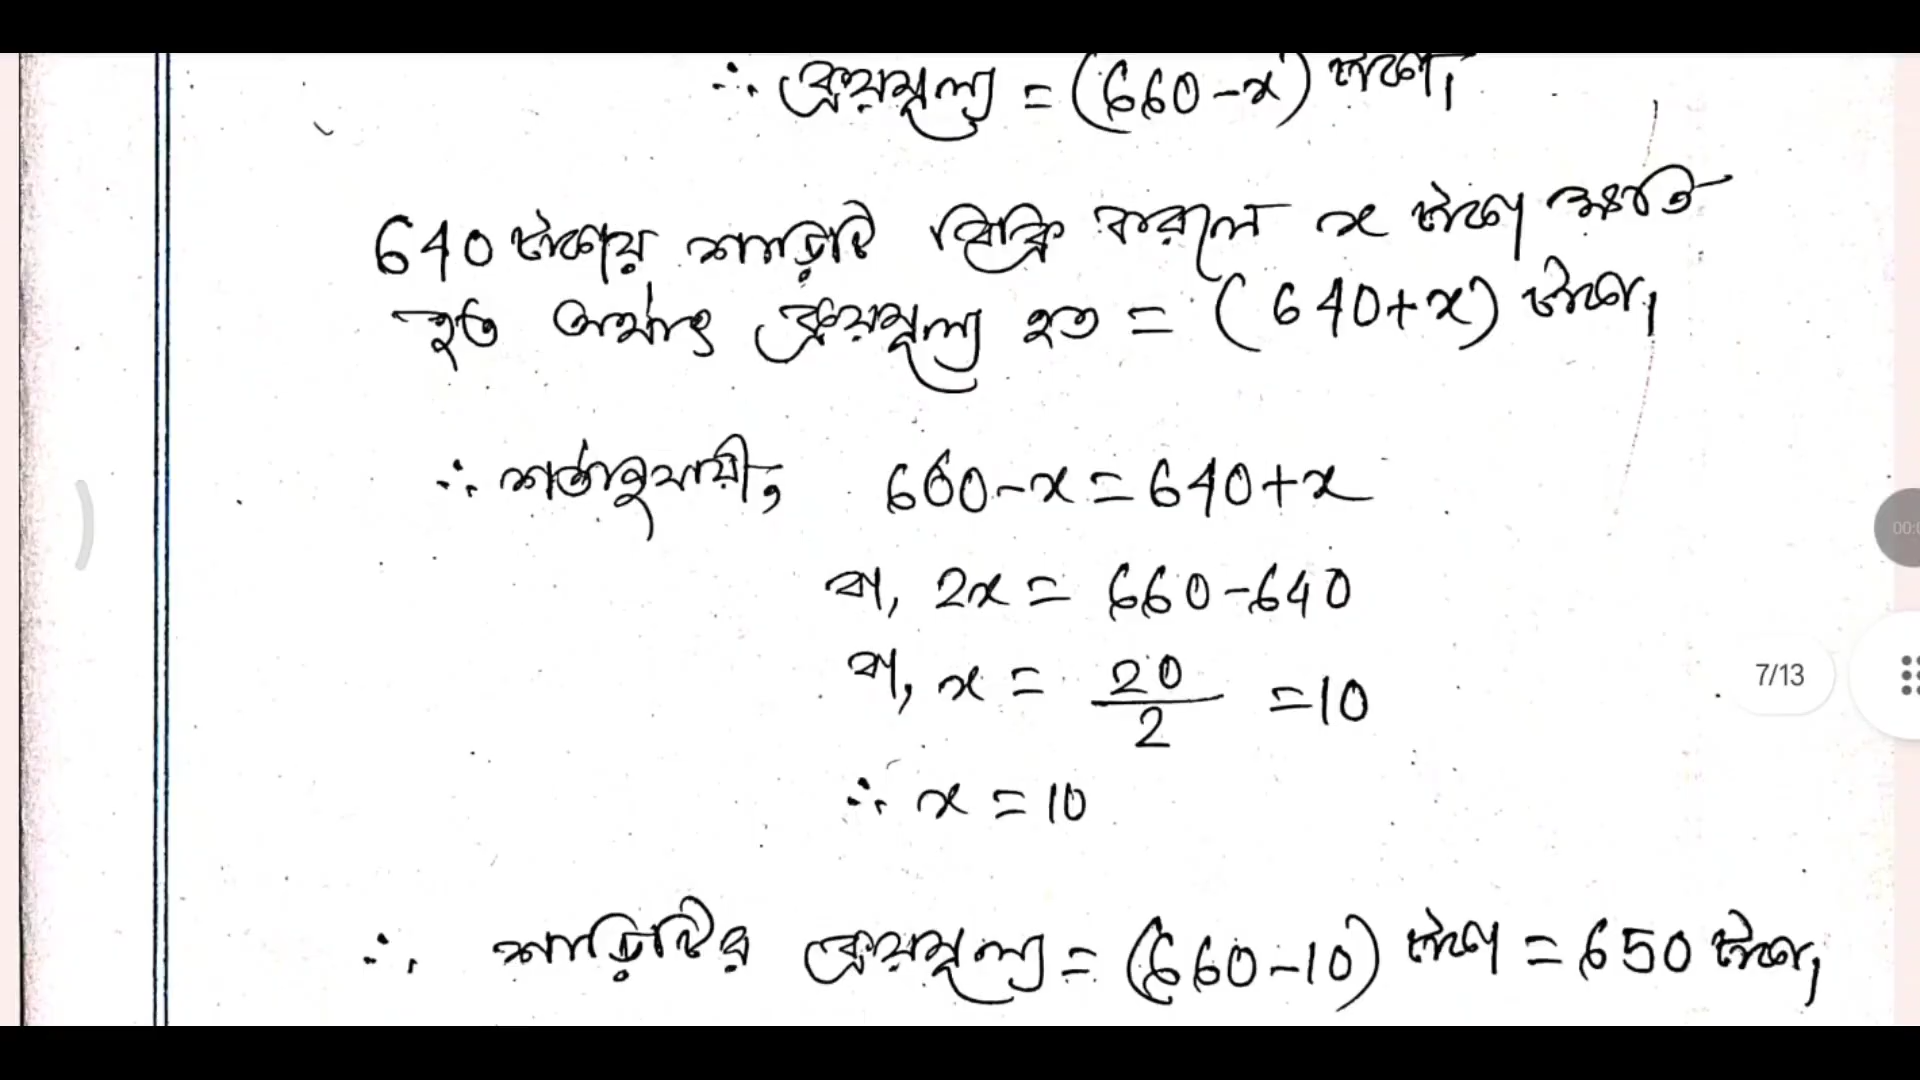 ∴ ক্রয়মূল্য = (660-x) টাকা।
640 টাকায় শাড়িটি বিক্রি করলে x টাকা ক্ষতি
হত অর্থাৎ ক্রয়মূল্য হত = (640+x) টাকা।
∴ শর্তানুযায়ী, 660-x = 640+x
বা, 2x = 660-640
বা, x = 20/2 = 10
7/13
∴ x = 10
∴ শাড়িটির ক্রয়মূল্য = (660-10) টাকা = 650 টাকা।